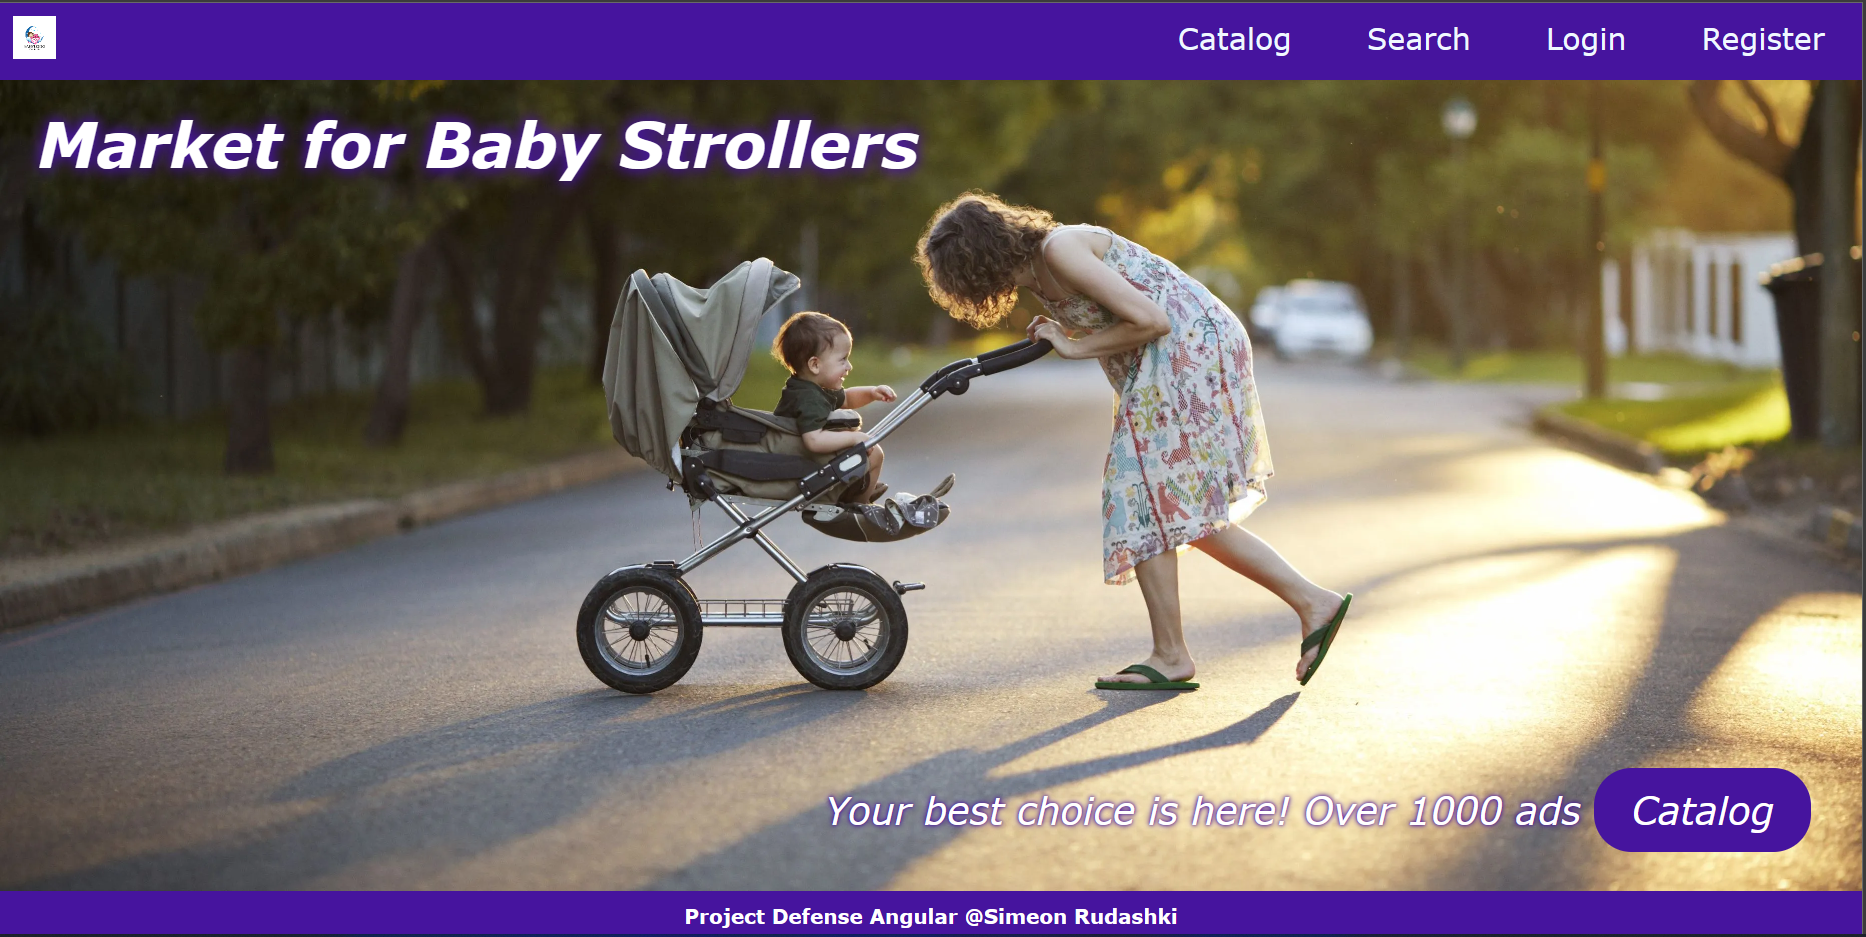 Catalog Search Login Register
Market for Baby Strollers
Your best choice is here! Over 1000 ads Catalog
Project Defense Angular @Simeon Rudashki